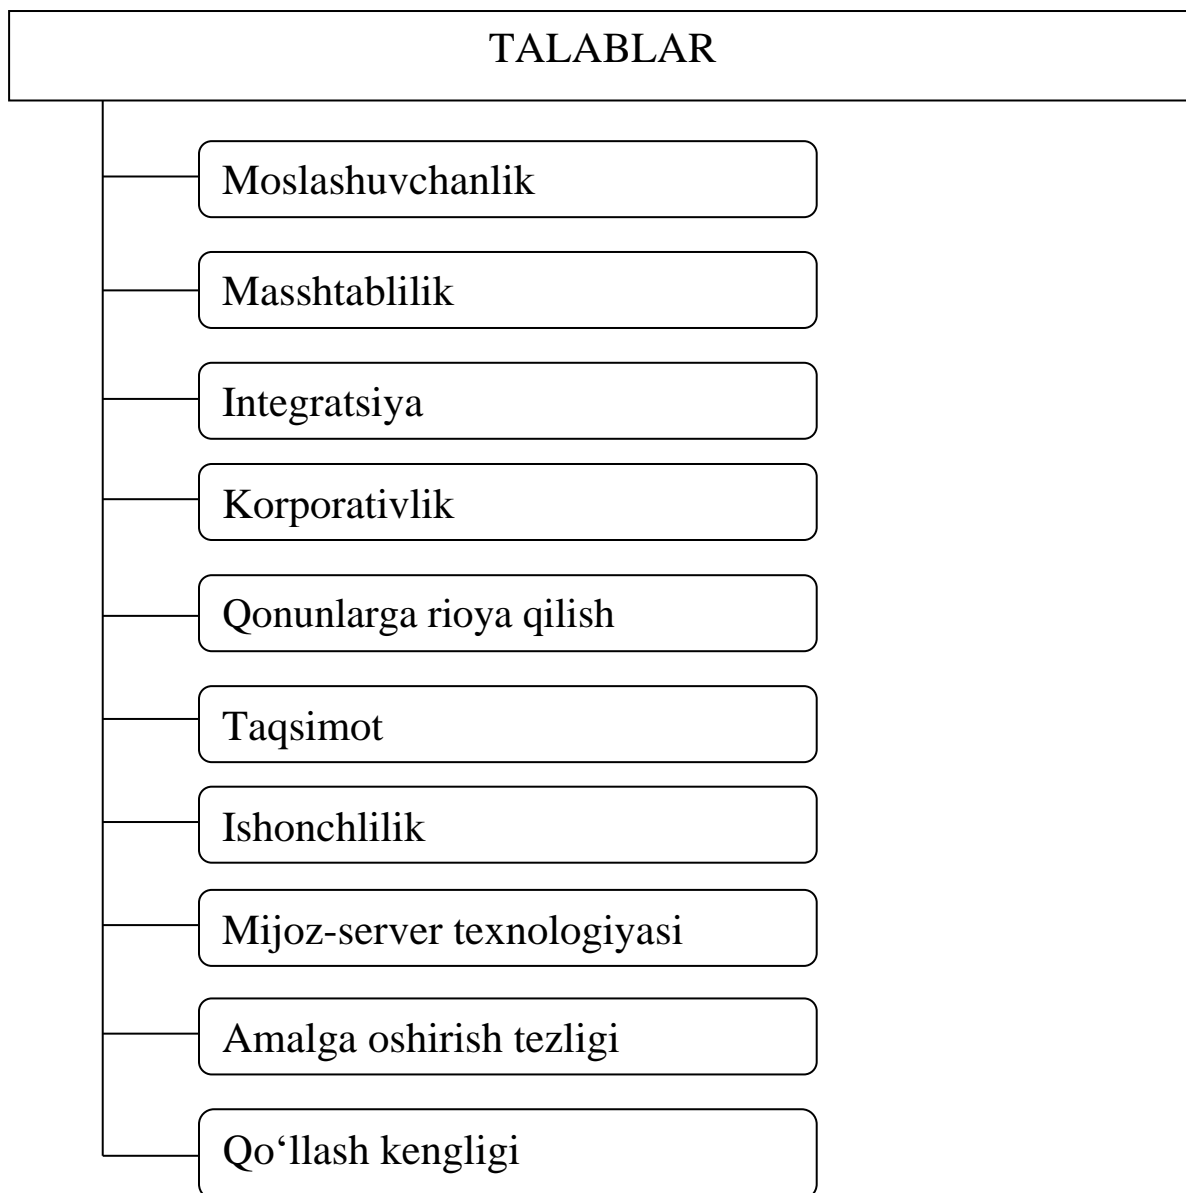 TALABLAR
Moslashuvchanlik
Masshtablilik
Integratsiya
Korporativlik
Qonunlarga rioya qilish
Taqsimot
Ishonchlilik
Mijoz-server texnologiyasi
Amalga oshirish tezligi
Qo‘llash kengligi